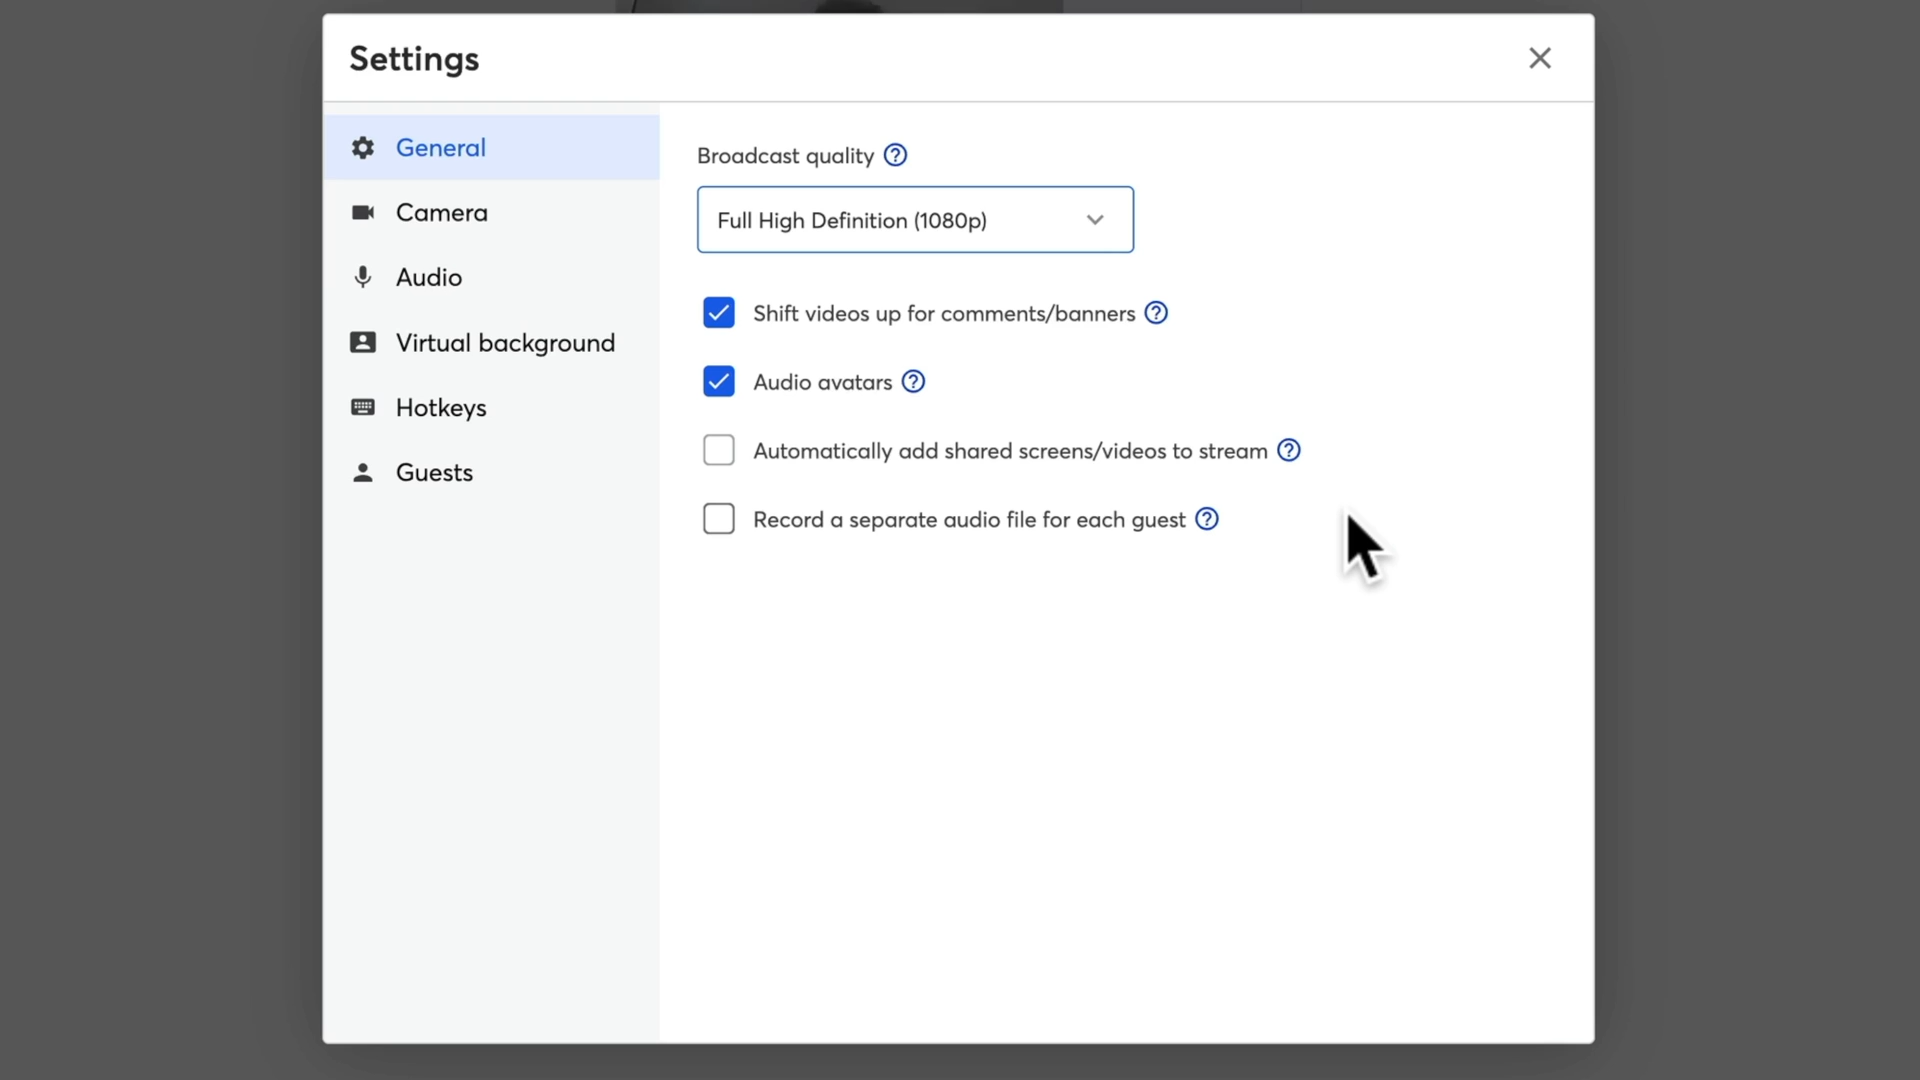 Settings
General
Camera
Audio
Virtual background
Hotkeys
Guests
Broadcast quality
Full High Definition (1080p)
Shift videos up for comments/banners
Audio avatars
Automatically add shared screens/videos to stream
Record a separate audio file for each guest